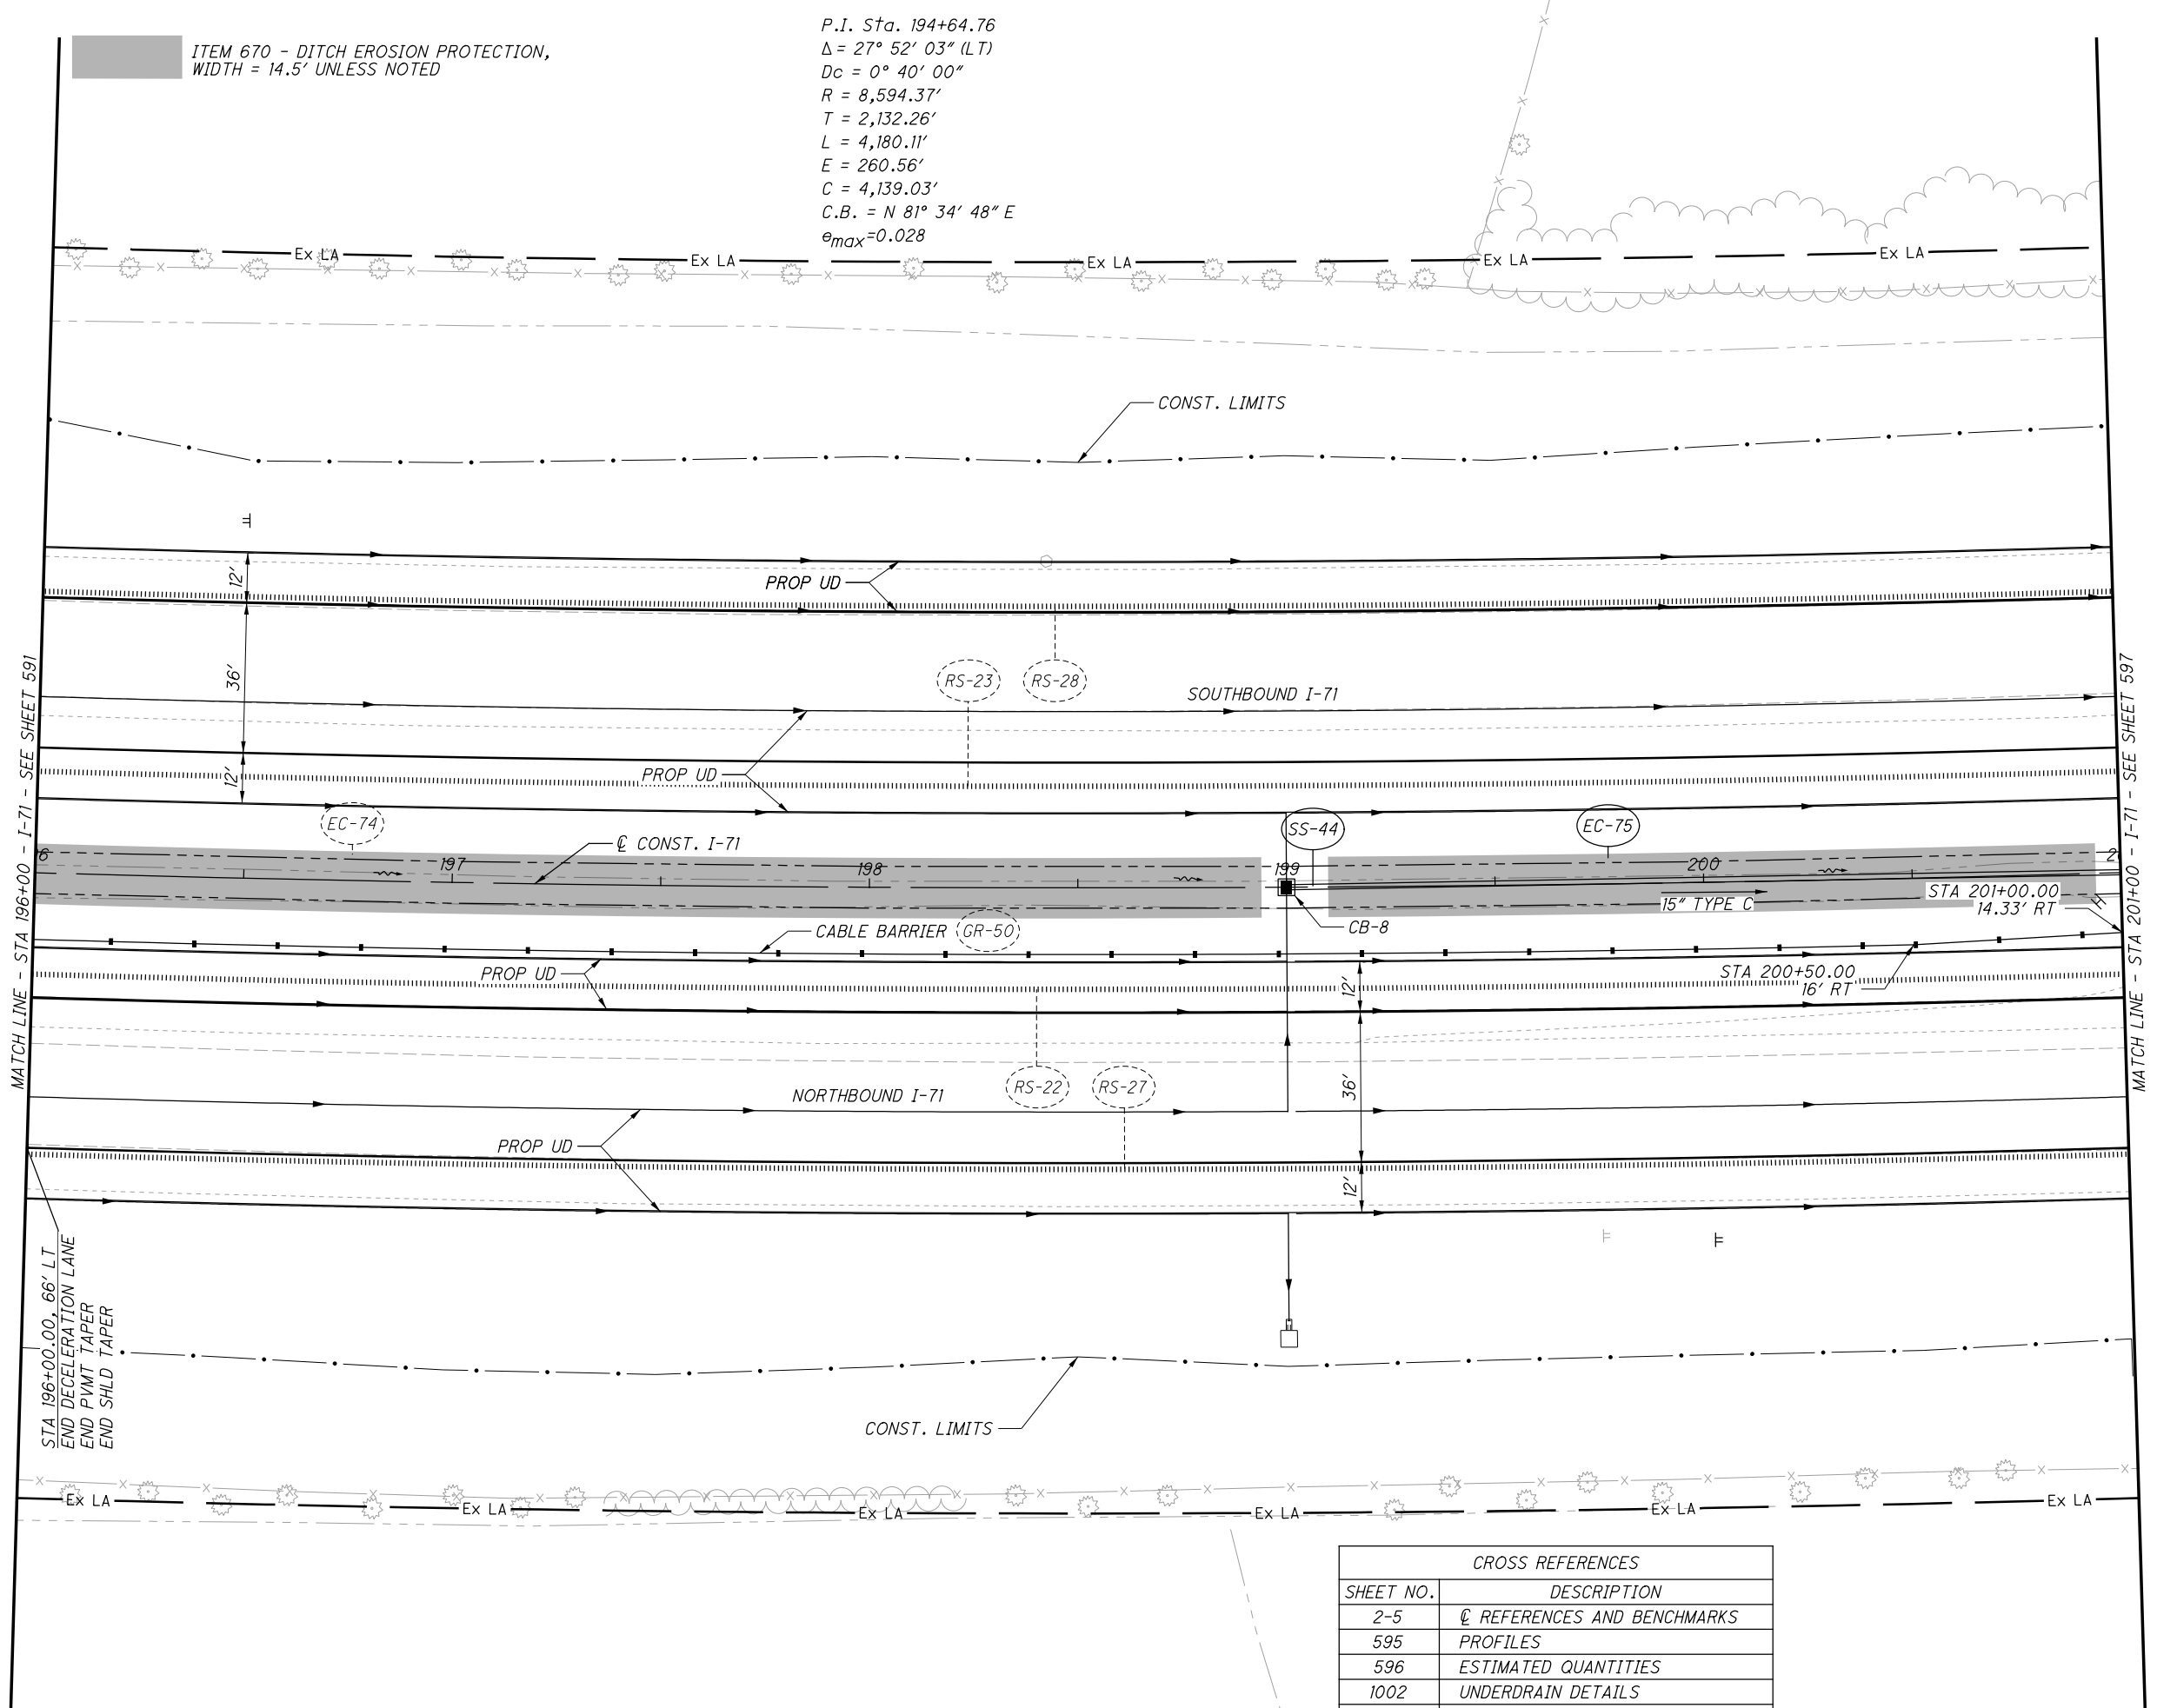 ITEM 670 - DITCH EROSION PROTECTION,
WIDTH = 14.5' UNLESS NOTED
P.I. Sta. 194+64.76
Δ = 27° 52' 03" (LT)
Dc = 0° 40' 00"
R = 8,594.37'
T = 2,132.26'
L = 4,180.11'
E = 260.56'
C = 4,139.03'
C.B. = N 81° 34' 48" E
emax=0.028
Ex LA
Ex LA
Ex LA
Ex LA
Ex LA
CONST. LIMITS
12'
PROP UD
36'
RS-23
RS-28
SOUTHBOUND I-71
MATCH LINE - STA 196+00 - I-71 - SEE SHEET 591
MATCH LINE - STA 201+00 - I-71 - SEE SHEET 597
12'
PROP UD
EC-74
SS-44
EC-75
℄ CONST. I-71
197
198
199
200
15" TYPE C
STA 201+00.00
14.33' RT
CABLE BARRIER
GR-50
CB-8
PROP UD
STA 200+50.00
16' RT
12'
RS-22
RS-27
36'
NORTHBOUND I-71
PROP UD
12'
STA 196+00.00, 66' LT
END DECELERATION LANE
END PVMT TAPER
END SHLD TAPER
CONST. LIMITS
Ex LA
Ex LA
Ex LA
Ex LA
Ex LA
Ex LA
CROSS REFERENCES
SHEET NO. DESCRIPTION
2-5 ℄ REFERENCES AND BENCHMARKS
595 PROFILES
596 ESTIMATED QUANTITIES
1002 UNDERDRAIN DETAILS